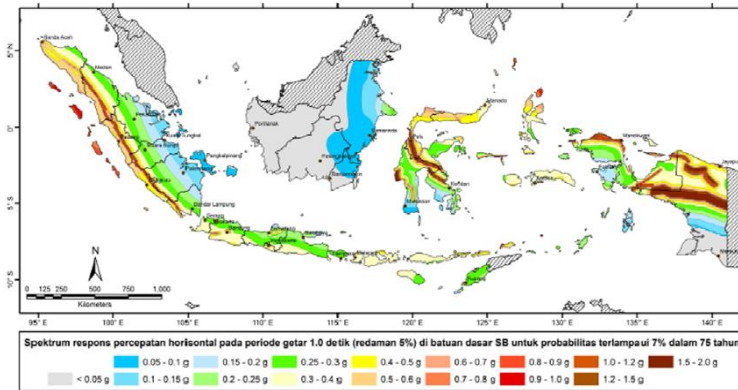 95°E 100°E 105°E 110°E 115°E 120°E 125°E 130°E 135°E 140°E
5°N
0°
5°S
10°S
Banda Aceh
Medan
Pontianak
Manado
Palu
Samarinda
Manokwari
Jayapura
Pangkalpinang
Makassar
Kendari
Bandar Lampung
Bandung
Semarang
Surabaya
N
0 125 250 500 750 1.000
Kilometers
Spektrum respons percepatan horisontal pada periode getar 1.0 detik (redaman 5%) di batuan dasar SB untuk probabilitas terlampaui 7% dalam 75 tahun
0.05 - 0.1 g 0.15 - 0.2 g 0.25 - 0.3 g 0.4 - 0.5 g 0.6 - 0.7 g 0.8 - 0.9 g 1.0 - 1.2 g 1.5 - 2.0 g
< 0.05 g 0.1 - 0.15 g 0.2 - 0.25 g 0.3 - 0.4 g 0.5 - 0.6 g 0.7 - 0.8 g 0.9 - 1.0 g 1.2 - 1.5 g